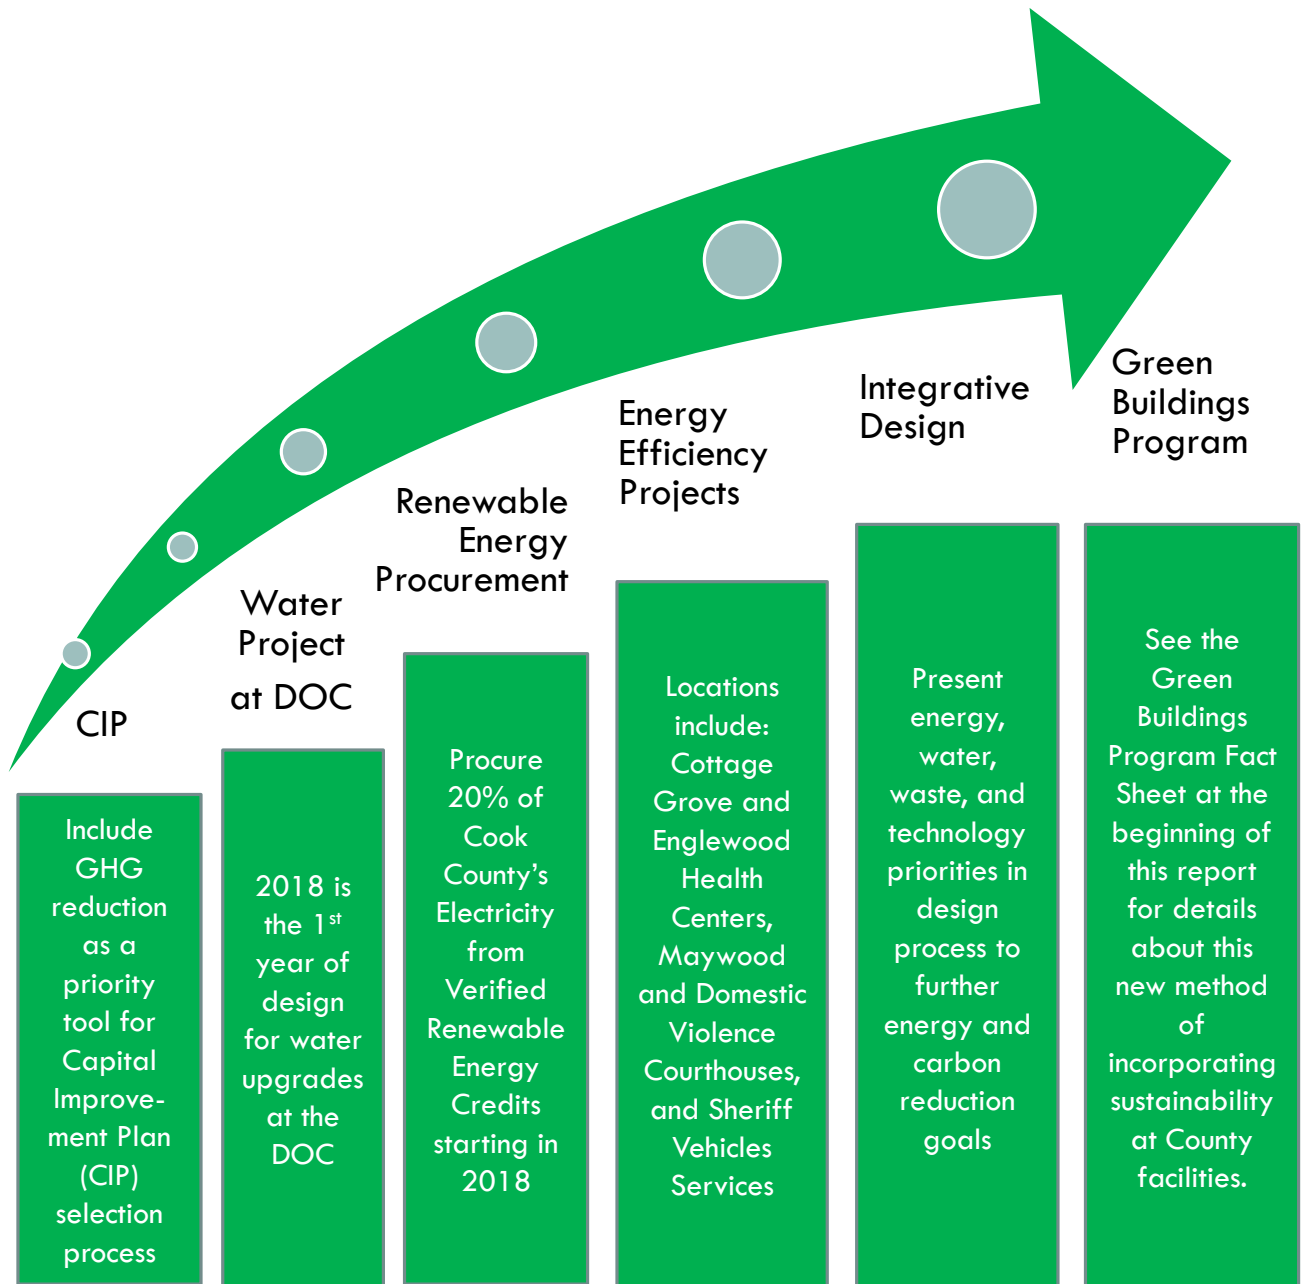 CIP
Include
GHG
reduction
as a
priority
tool for
Capital
Improve-
ment Plan
(CIP)
selection
process
Water
Project
at DOC
2018 is
the 1st
year of
design
for water
upgrades
at the
DOC
Renewable
Energy
Procurement
Procure
20% of
Cook
County’s
Electricity
from
Verified
Renewable
Energy
Credits
starting in
2018
Energy
Efficiency
Projects
Locations
include:
Cottage
Grove and
Englewood
Health
Centers,
Maywood
and Domestic
Violence
Courthouses,
and Sheriff
Vehicles
Services
Integrative
Design
Present
energy,
water,
waste, and
technology
priorities in
design
process to
further
energy and
carbon
reduction
goals
Green
Buildings
Program
See the
Green
Buildings
Program Fact
Sheet at the
beginning of
this report
for details
about this
new method
of
incorporating
sustainability
at County
facilities.